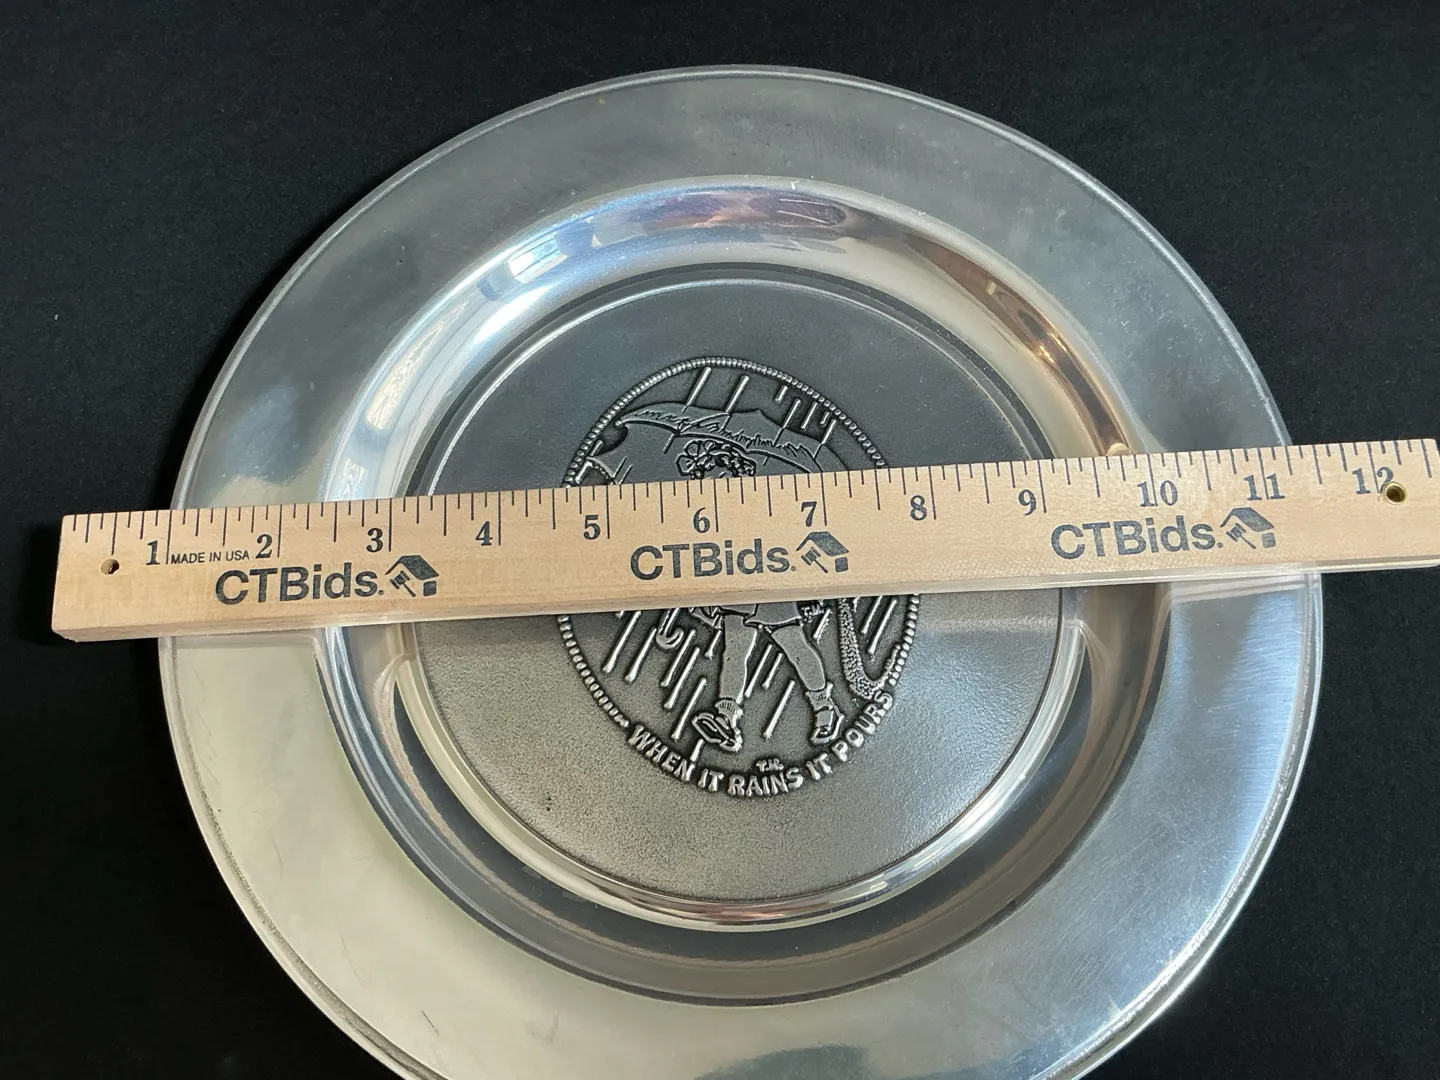 1 2 3 4 5 6 7 8 9 10 11 12
MADE IN USA
CTBids. CTBids. CTBids.
WHEN IT RAINS IT POURS